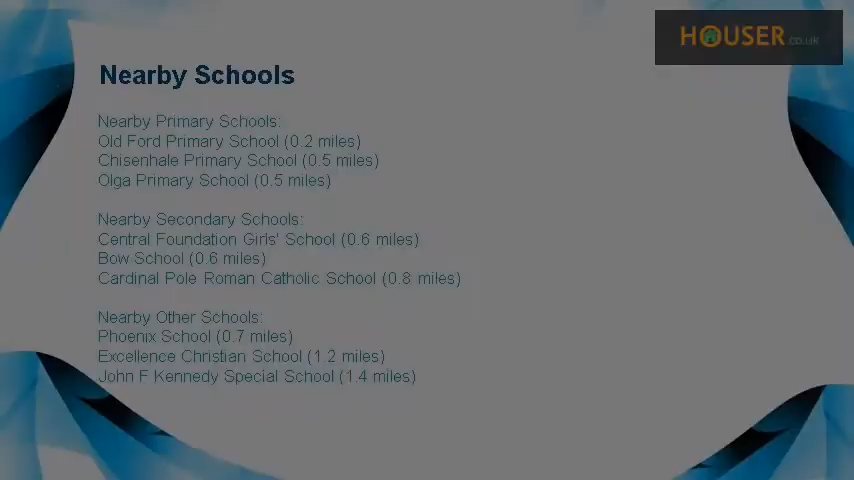 HOUSER.co.uk
Nearby Schools
Nearby Primary Schools:
Old Ford Primary School (0.2 miles)
Chisenhale Primary School (0.5 miles)
Olga Primary School (0.5 miles)
Nearby Secondary Schools:
Central Foundation Girls' School (0.6 miles)
Bow School (0.6 miles)
Cardinal Pole Roman Catholic School (0.8 miles)
Nearby Other Schools:
Phoenix School (0.7 miles)
Excellence Christian School (1.2 miles)
John F Kennedy Special School (1.4 miles)